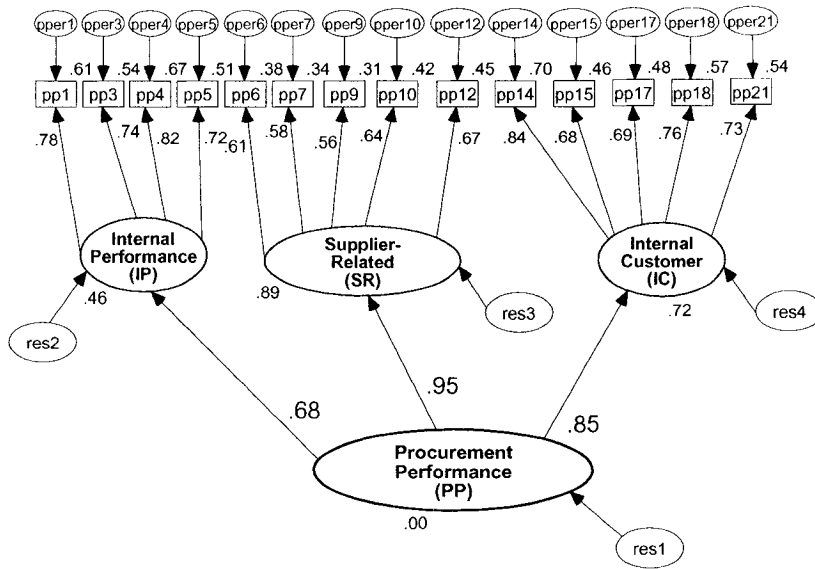 pper1 pper3 pper4 pper5 pper6 pper7 pper9 pper10 pper12 pper14 pper15 pper17 pper18 pper21
.61 .54 .67 .51 .38 .34 .31 .42 .45 .70 .46 .48 .57 .54
pp1 pp3 pp4 pp5 pp6 pp7 pp9 pp10 pp12 pp14 pp15 pp17 pp18 pp21
.78 .74 .82 .72 .61 .58 .56 .64 .67 .84 .68 .69 .76 .73
Internal
Performance
(IP)
Supplier-
Related
(SR)
Internal
Customer
(IC)
.46 .89 .72
res2 res3 res4
.68 .95 .85
Procurement
Performance
(PP)
.00
res1